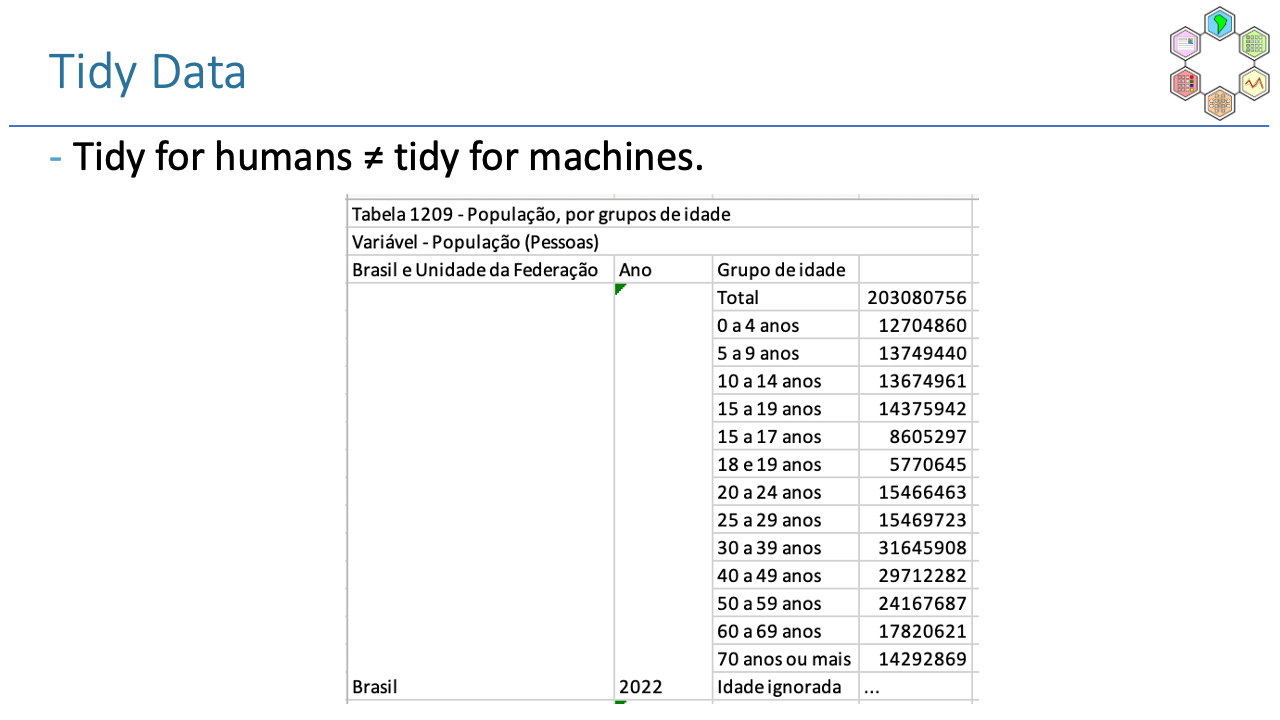 Tidy Data
- Tidy for humans ≠ tidy for machines.
Tabela 1209 - População, por grupos de idade
Variável - População (Pessoas)
Brasil e Unidade da Federação Ano Grupo de idade
Total 203080756
0 a 4 anos 12704860
5 a 9 anos 13749440
10 a 14 anos 13674961
15 a 19 anos 14375942
15 a 17 anos 8605297
18 e 19 anos 5770645
20 a 24 anos 15466463
25 a 29 anos 15469723
30 a 39 anos 31645908
40 a 49 anos 29712282
50 a 59 anos 24167687
60 a 69 anos 17820621
70 anos ou mais 14292869
Brasil 2022 Idade ignorada ...